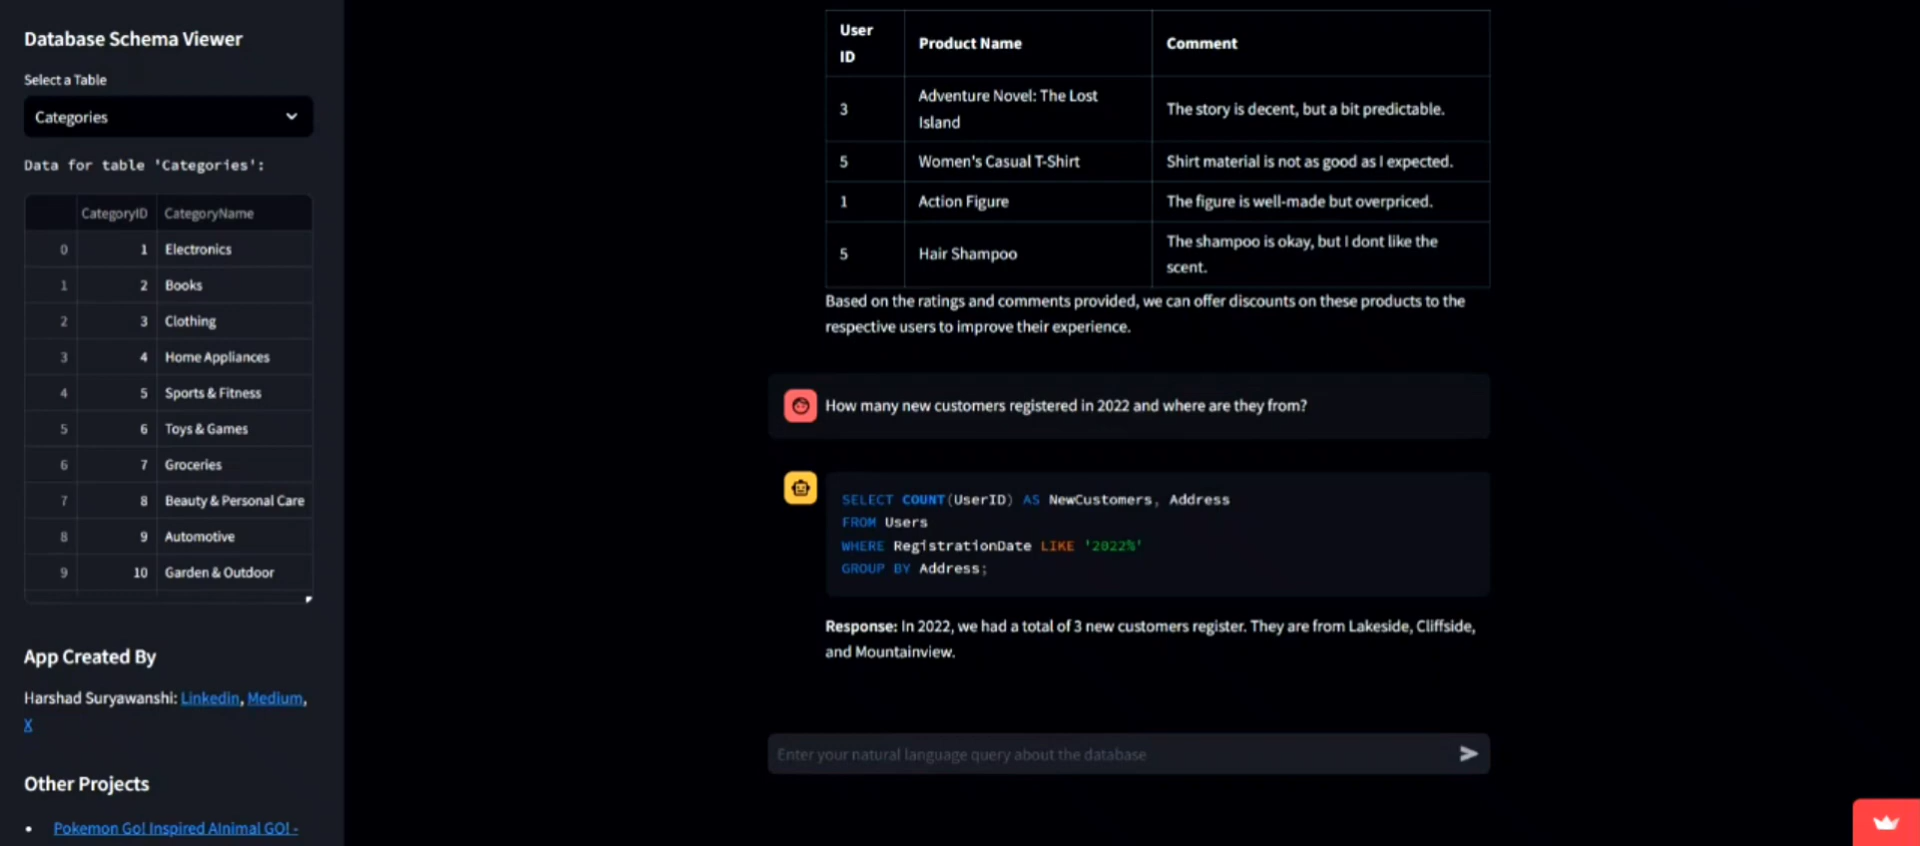 Database Schema Viewer
Select a Table
Categories
Data for table 'Categories':
CategoryID CategoryName
0 1 Electronics
1 2 Books
2 3 Clothing
3 4 Home Appliances
4 5 Sports & Fitness
5 6 Toys & Games
6 7 Groceries
7 8 Beauty & Personal Care
8 9 Automotive
9 10 Garden & Outdoor
App Created By
Harshad Suryawanshi: Linkedin, Medium,
X
Other Projects
Pokemon Go! Inspired AInimal GO! -
User
ID
Product Name
Comment
3
Adventure Novel: The Lost
Island
The story is decent, but a bit predictable.
5 Women's Casual T-Shirt Shirt material is not as good as I expected.
1 Action Figure The figure is well-made but overpriced.
5 Hair Shampoo
The shampoo is okay, but I dont like the
scent.
Based on the ratings and comments provided, we can offer discounts on these products to the
respective users to improve their experience.
How many new customers registered in 2022 and where are they from?
SELECT COUNT(UserID) AS NewCustomers, Address
FROM Users
WHERE RegistrationDate LIKE '2022%'
GROUP BY Address;
Response: In 2022, we had a total of 3 new customers register. They are from Lakeside, Cliffside,
and Mountainview.
Enter your natural language query about the database